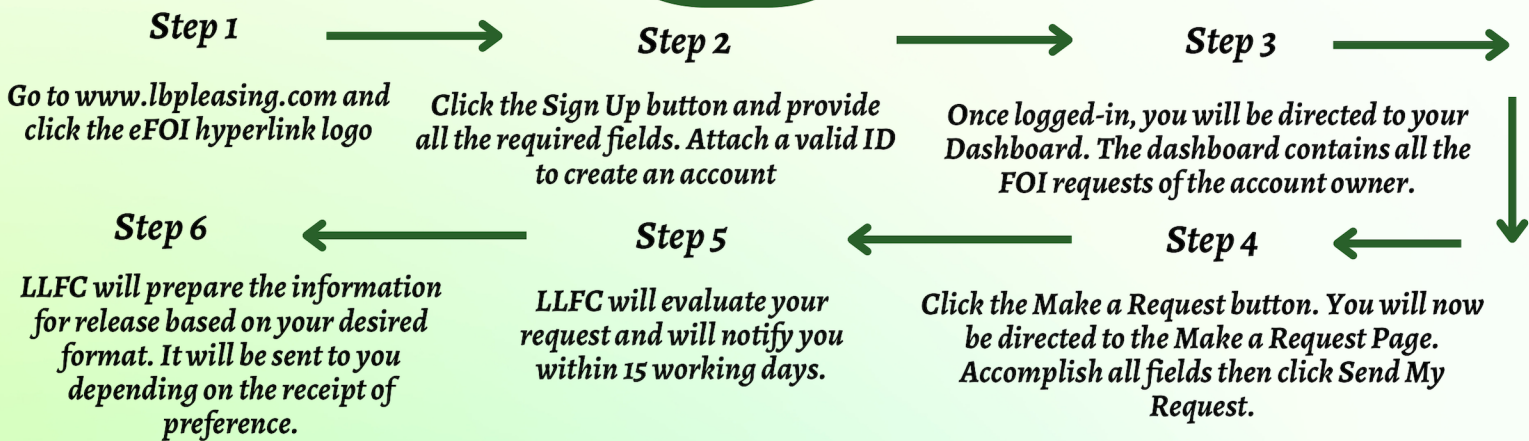 Step 1
Go to www.lbpleasing.com and
click the eFOI hyperlink logo
Step 2
Click the Sign Up button and provide
all the required fields. Attach a valid ID
to create an account
Step 3
Once logged-in, you will be directed to your
Dashboard. The dashboard contains all the
FOI requests of the account owner.
Step 4
Click the Make a Request button. You will now
be directed to the Make a Request Page.
Accomplish all fields then click Send My
Request.
Step 5
LLFC will evaluate your
request and will notify you
within 15 working days.
Step 6
LLFC will prepare the information
for release based on your desired
format. It will be sent to you
depending on the receipt of
preference.